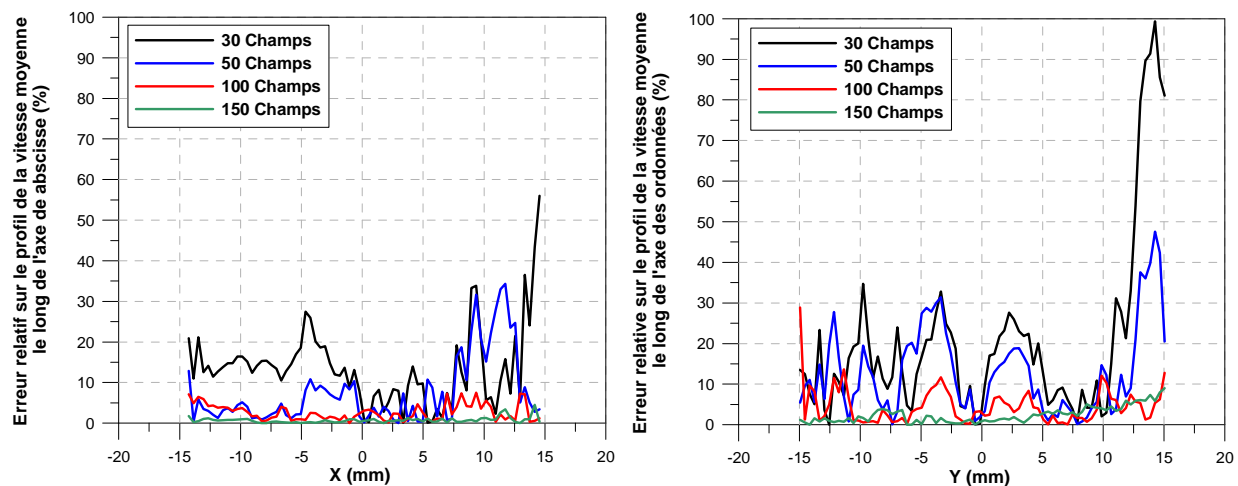 Erreur relatif sur le profil de la vitesse moyenne
le long de l'axe de abscisse (%)
100
90
80
70
60
50
40
30
20
10
0
30 Champs
50 Champs
100 Champs
150 Champs
-20 -15 -10 -5 0 5 10 15 20
X (mm)
Erreur relative sur le profil de la vitesse moyenne
le long de l'axe des ordonnées (%)
100
90
80
70
60
50
40
30
20
10
0
30 Champs
50 Champs
100 Champs
150 Champs
-20 -15 -10 -5 0 5 10 15 20
Y (mm)